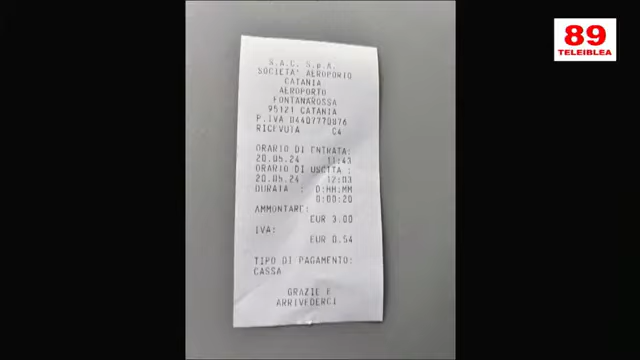 89
TELEIBLEA
S.A.C. S.p.A.
SOCIETA' AEROPORTO
CATANIA
AEROPORTO
FONTANAROSSA
95121 CATANIA
P.IVA 04407770876
RICEVUTA C4
ORARIO DI ENTRATA:
20.05.24 11:43
ORARIO DI USCITA :
20.05.24 12:03
DURATA : D:HH:MM
0:00:20
AMMONTARE:
EUR 3.00
IVA:
EUR 0.54
TIPO DI PAGAMENTO:
CASSA
GRAZIE E
ARRIVEDERCI